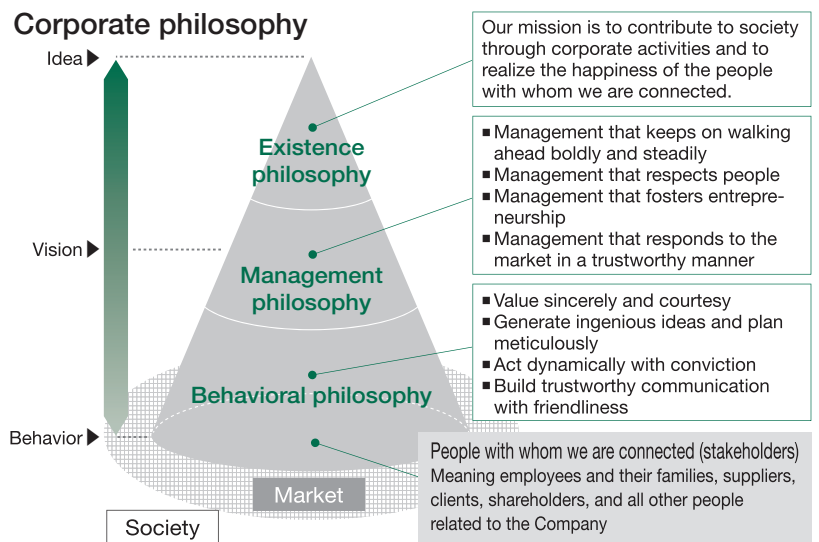 Corporate philosophy
Idea
Vision
Behavior
Existence
philosophy
Management
philosophy
Behavioral philosophy
Market
Society
Our mission is to contribute to society
through corporate activities and to
realize the happiness of the people
with whom we are connected.
■ Management that keeps on walking
ahead boldly and steadily
■ Management that respects people
■ Management that fosters entrepre-
neurship
■ Management that responds to the
market in a trustworthy manner
■ Value sincerely and courtesy
■ Generate ingenious ideas and plan
meticulously
■ Act dynamically with conviction
■ Build trustworthy communication
with friendliness
People with whom we are connected (stakeholders)
Meaning employees and their families, suppliers,
clients, shareholders, and all other people
related to the Company